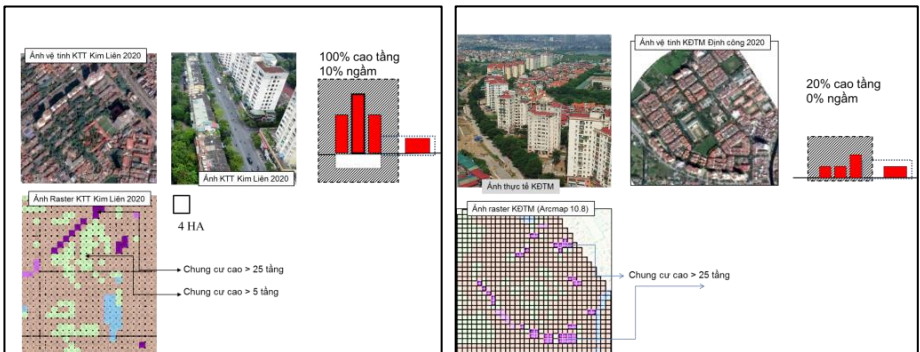 Ảnh vệ tinh KTT Kim Liên 2020
100% cao tầng
10% ngầm
Ảnh KTT Kim Liên 2020
Ảnh Raster KTT Kim Liên 2020
4 HA
Chung cư cao > 25 tầng
Chung cư cao > 5 tầng
Ảnh vệ tinh KĐTM Định công 2020
20% cao tầng
0% ngầm
Ảnh thực tế KĐTM
Ảnh raster KĐTM (Arcmap 10.8)
Chung cư cao > 25 tầng